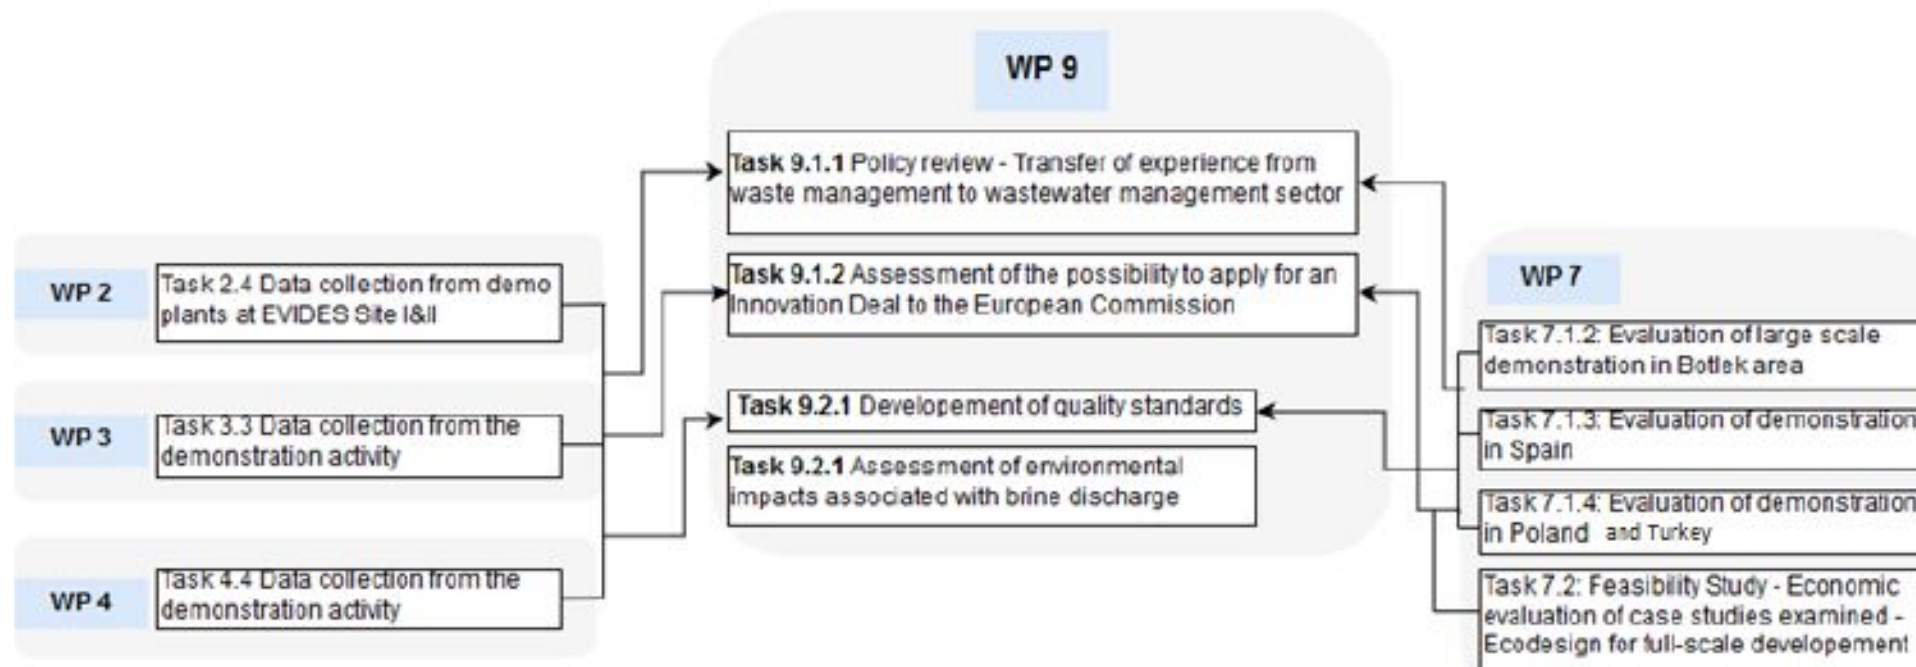 WP 9
Task 9.1.1 Policy review - Transfer of experience from
waste management to wastewater management sector
Task 9.1.2 Assessment of the possibility to apply for an
Innovation Deal to the European Commission
Task 9.2.1 Developement of quality standards
Task 9.2.1 Assessment of environmental
impacts associated with brine discharge
WP 2
Task 2.4 Data collection from demo
plants at EVIDES Site I&II
WP 3
Task 3.3 Data collection from the
demonstration activity
WP 4
Task 4.4 Data collection from the
demonstration activity
WP 7
Task 7.1.2: Evaluation of large scale
demonstration in Botlek area
Task 7.1.3: Evaluation of demonstration
in Spain
Task 7.1.4: Evaluation of demonstration
in Poland and Turkey
Task 7.2: Feasibility Study - Economic
evaluation of case studies examined -
Ecodesign for full-scale developement